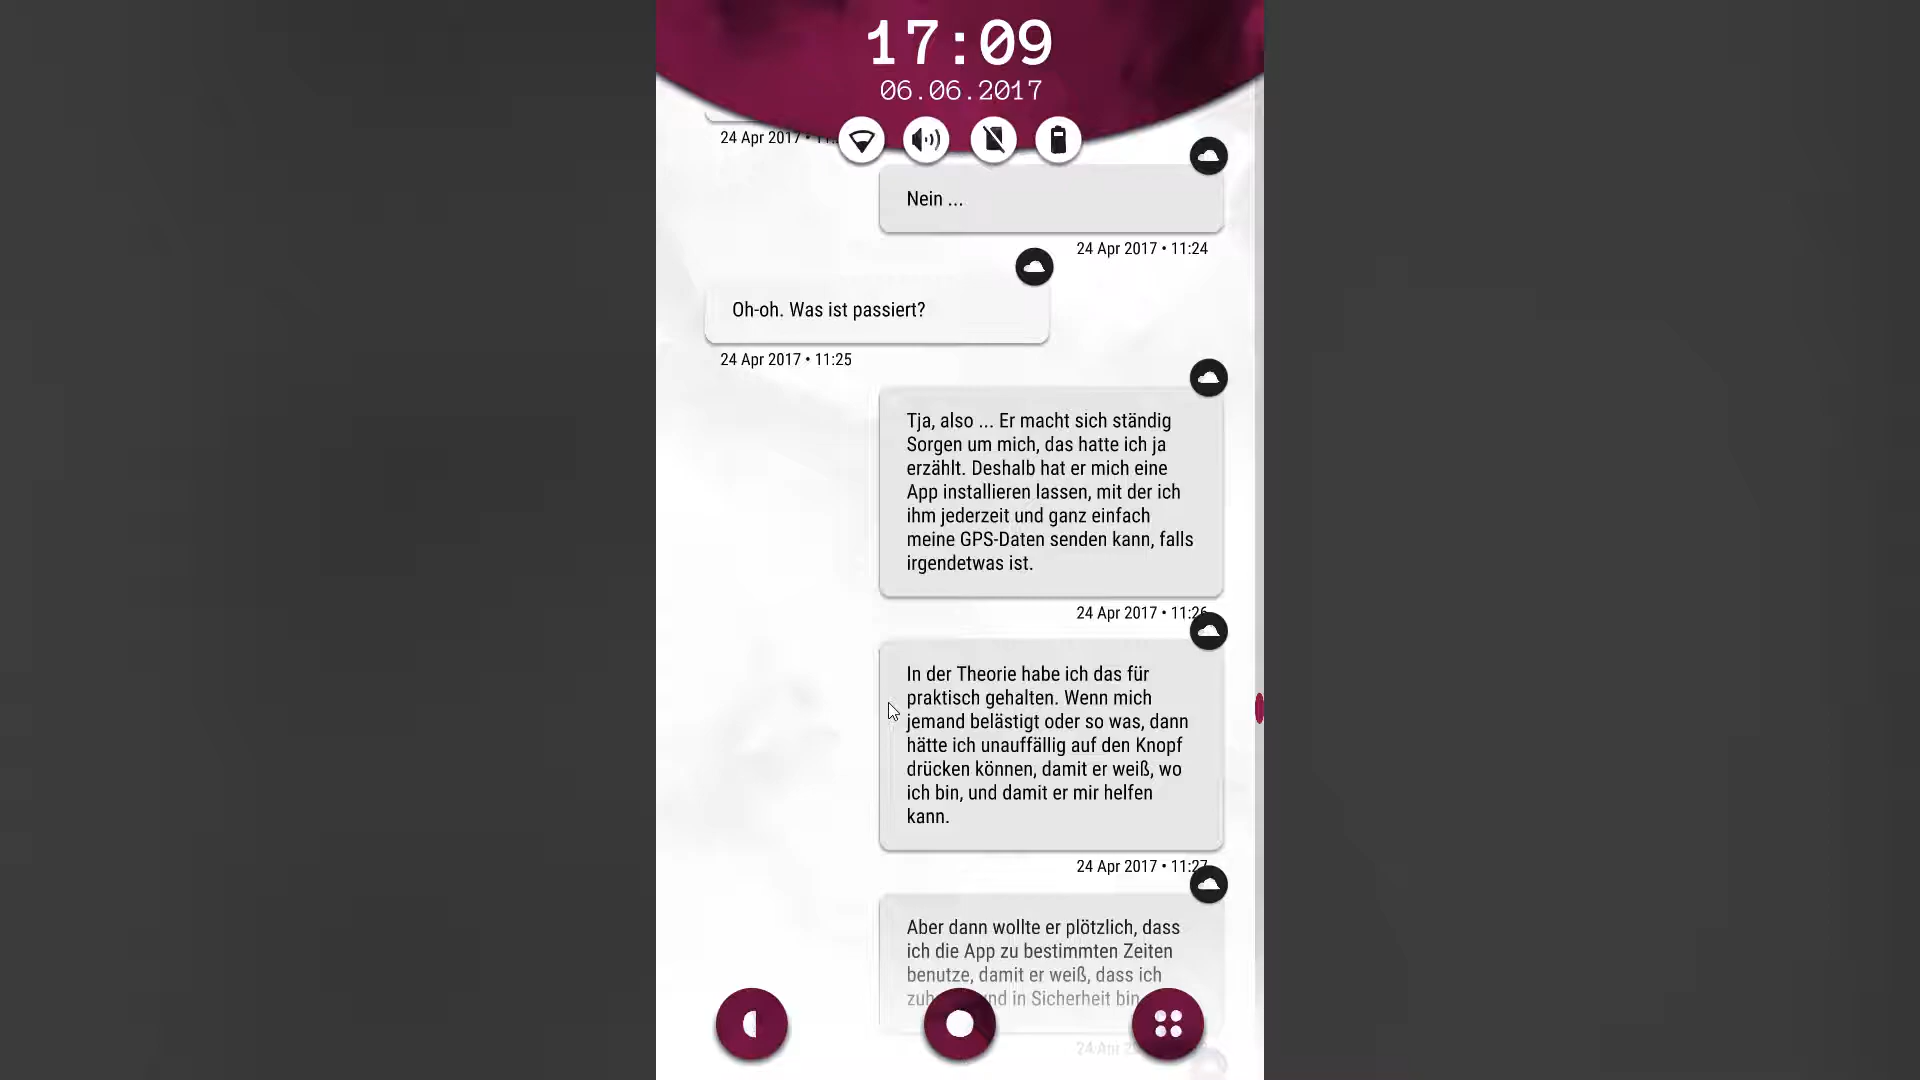 17:09
06.06.2017
24 Apr 2017 •
Nein ...
24 Apr 2017 • 11:24
Oh-oh. Was ist passiert?
24 Apr 2017 • 11:25
Tja, also ... Er macht sich ständig
Sorgen um mich, das hatte ich ja
erzählt. Deshalb hat er mich eine
App installieren lassen, mit der ich
ihm jederzeit und ganz einfach
meine GPS-Daten senden kann, falls
irgendetwas ist.
24 Apr 2017 • 11:26
In der Theorie habe ich das für
praktisch gehalten. Wenn mich
jemand belästigt oder so was, dann
hätte ich unauffällig auf den Knopf
drücken können, damit er weiß, wo
ich bin, und damit er mir helfen
kann.
24 Apr 2017 • 11:27
Aber dann wollte er plötzlich, dass
ich die App zu bestimmten Zeiten
benutze, damit er weiß, dass ich
und in Sicherheit bin
24 Apr